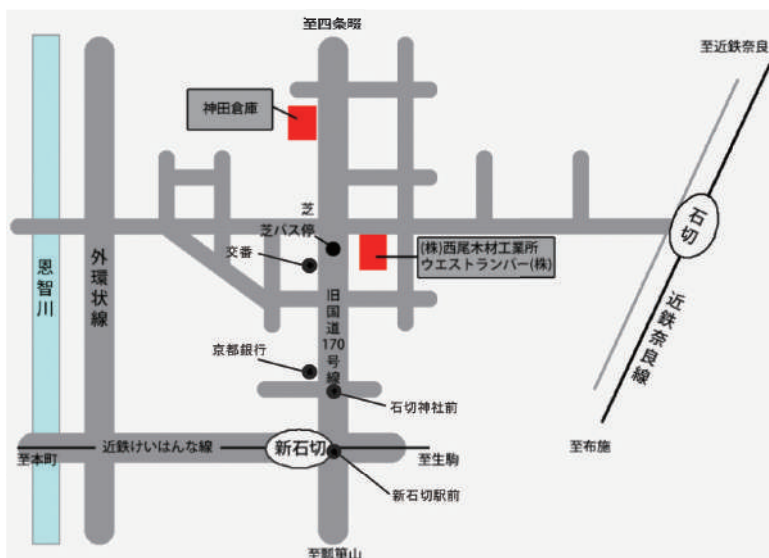 至四条畷
至近鉄奈良
神田倉庫
芝
芝バス停
交番
(株)西尾木材工業所
ウエストランバー(株)
石切
恩智川
外環状線
旧国道170号線
近鉄奈良線
京都銀行
石切神社前
近鉄けいはんな線
新石切
至本町
至生駒
至布施
新石切駅前
至瓢箪山